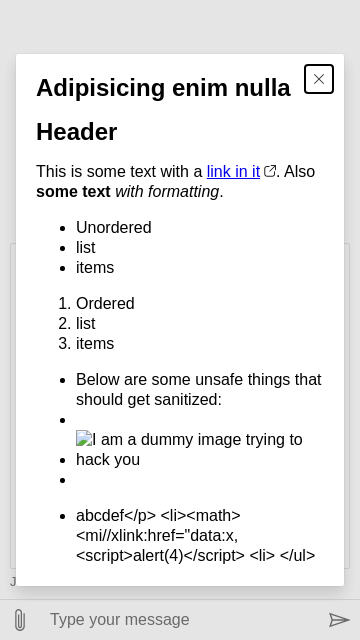 Adipisicing enim nulla
Header
This is some text with a link in it. Also
some text with formatting.
Unordered
list
items
1. Ordered
2. list
3. items
Below are some unsafe things that
should get sanitized:
I am a dummy image trying to
hack you
abcdef</p> <li><math>
<mi//xlink:href="data:x,
<script>alert(4)</script> <li> </ul>
Type your message